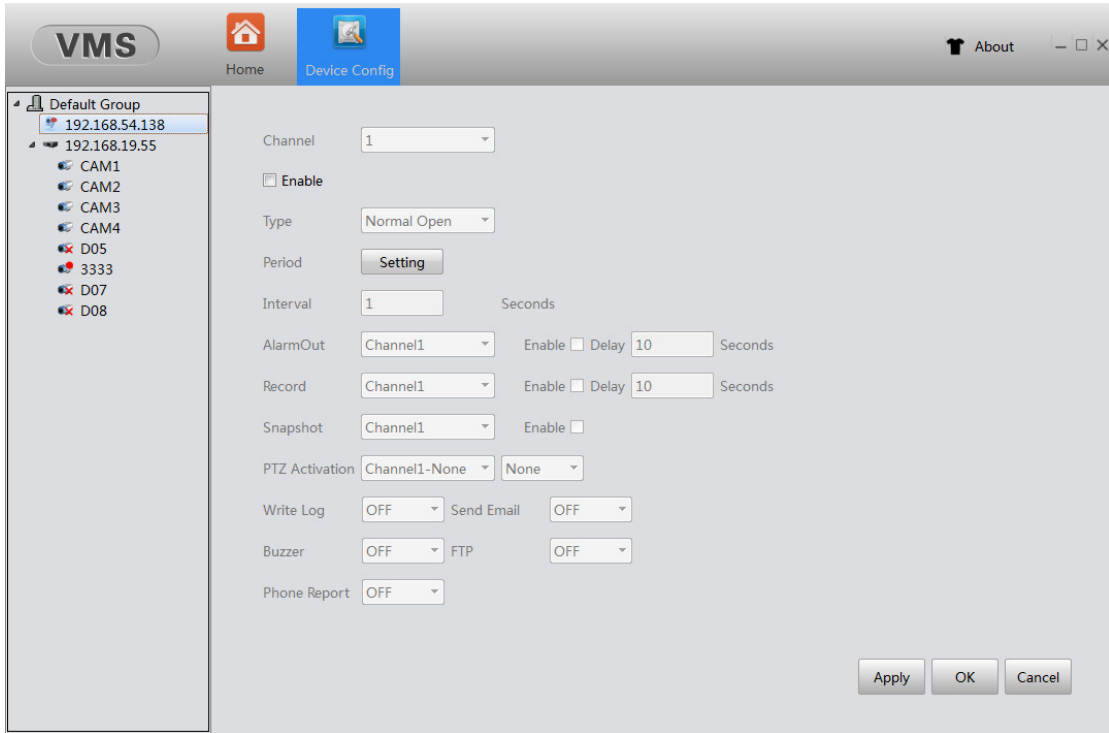 VMS
Home
Device Config
About
Default Group
192.168.54.138
192.168.19.55
CAM1
CAM2
CAM3
CAM4
D05
3333
D07
D08
Channel 1
Enable
Type Normal Open
Period Setting
Interval 1 Seconds
AlarmOut Channel1 Enable Delay 10 Seconds
Record Channel1 Enable Delay 10 Seconds
Snapshot Channel1 Enable
PTZ Activation Channel1-None None
Write Log OFF Send Email OFF
Buzzer OFF FTP OFF
Phone Report OFF
Apply OK Cancel